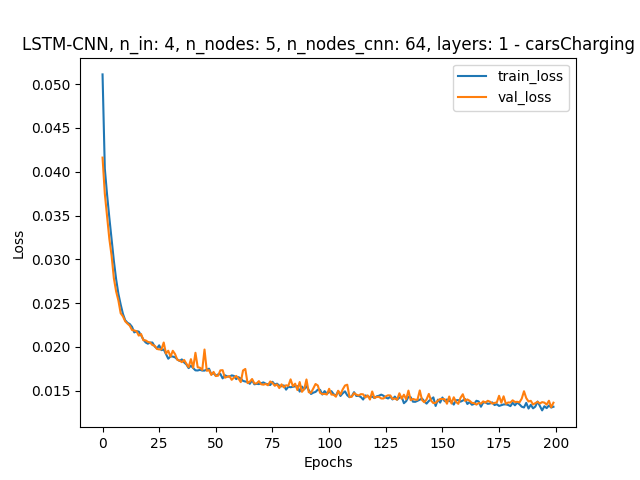 LSTM-CNN, n_in: 4, n_nodes: 5, n_nodes_cnn: 64, layers: 1 - carsCharging
train_loss
val_loss
0.050
0.045
0.040
0.035
0.030
0.025
0.020
0.015
Loss
0 25 50 75 100 125 150 175 200
Epochs